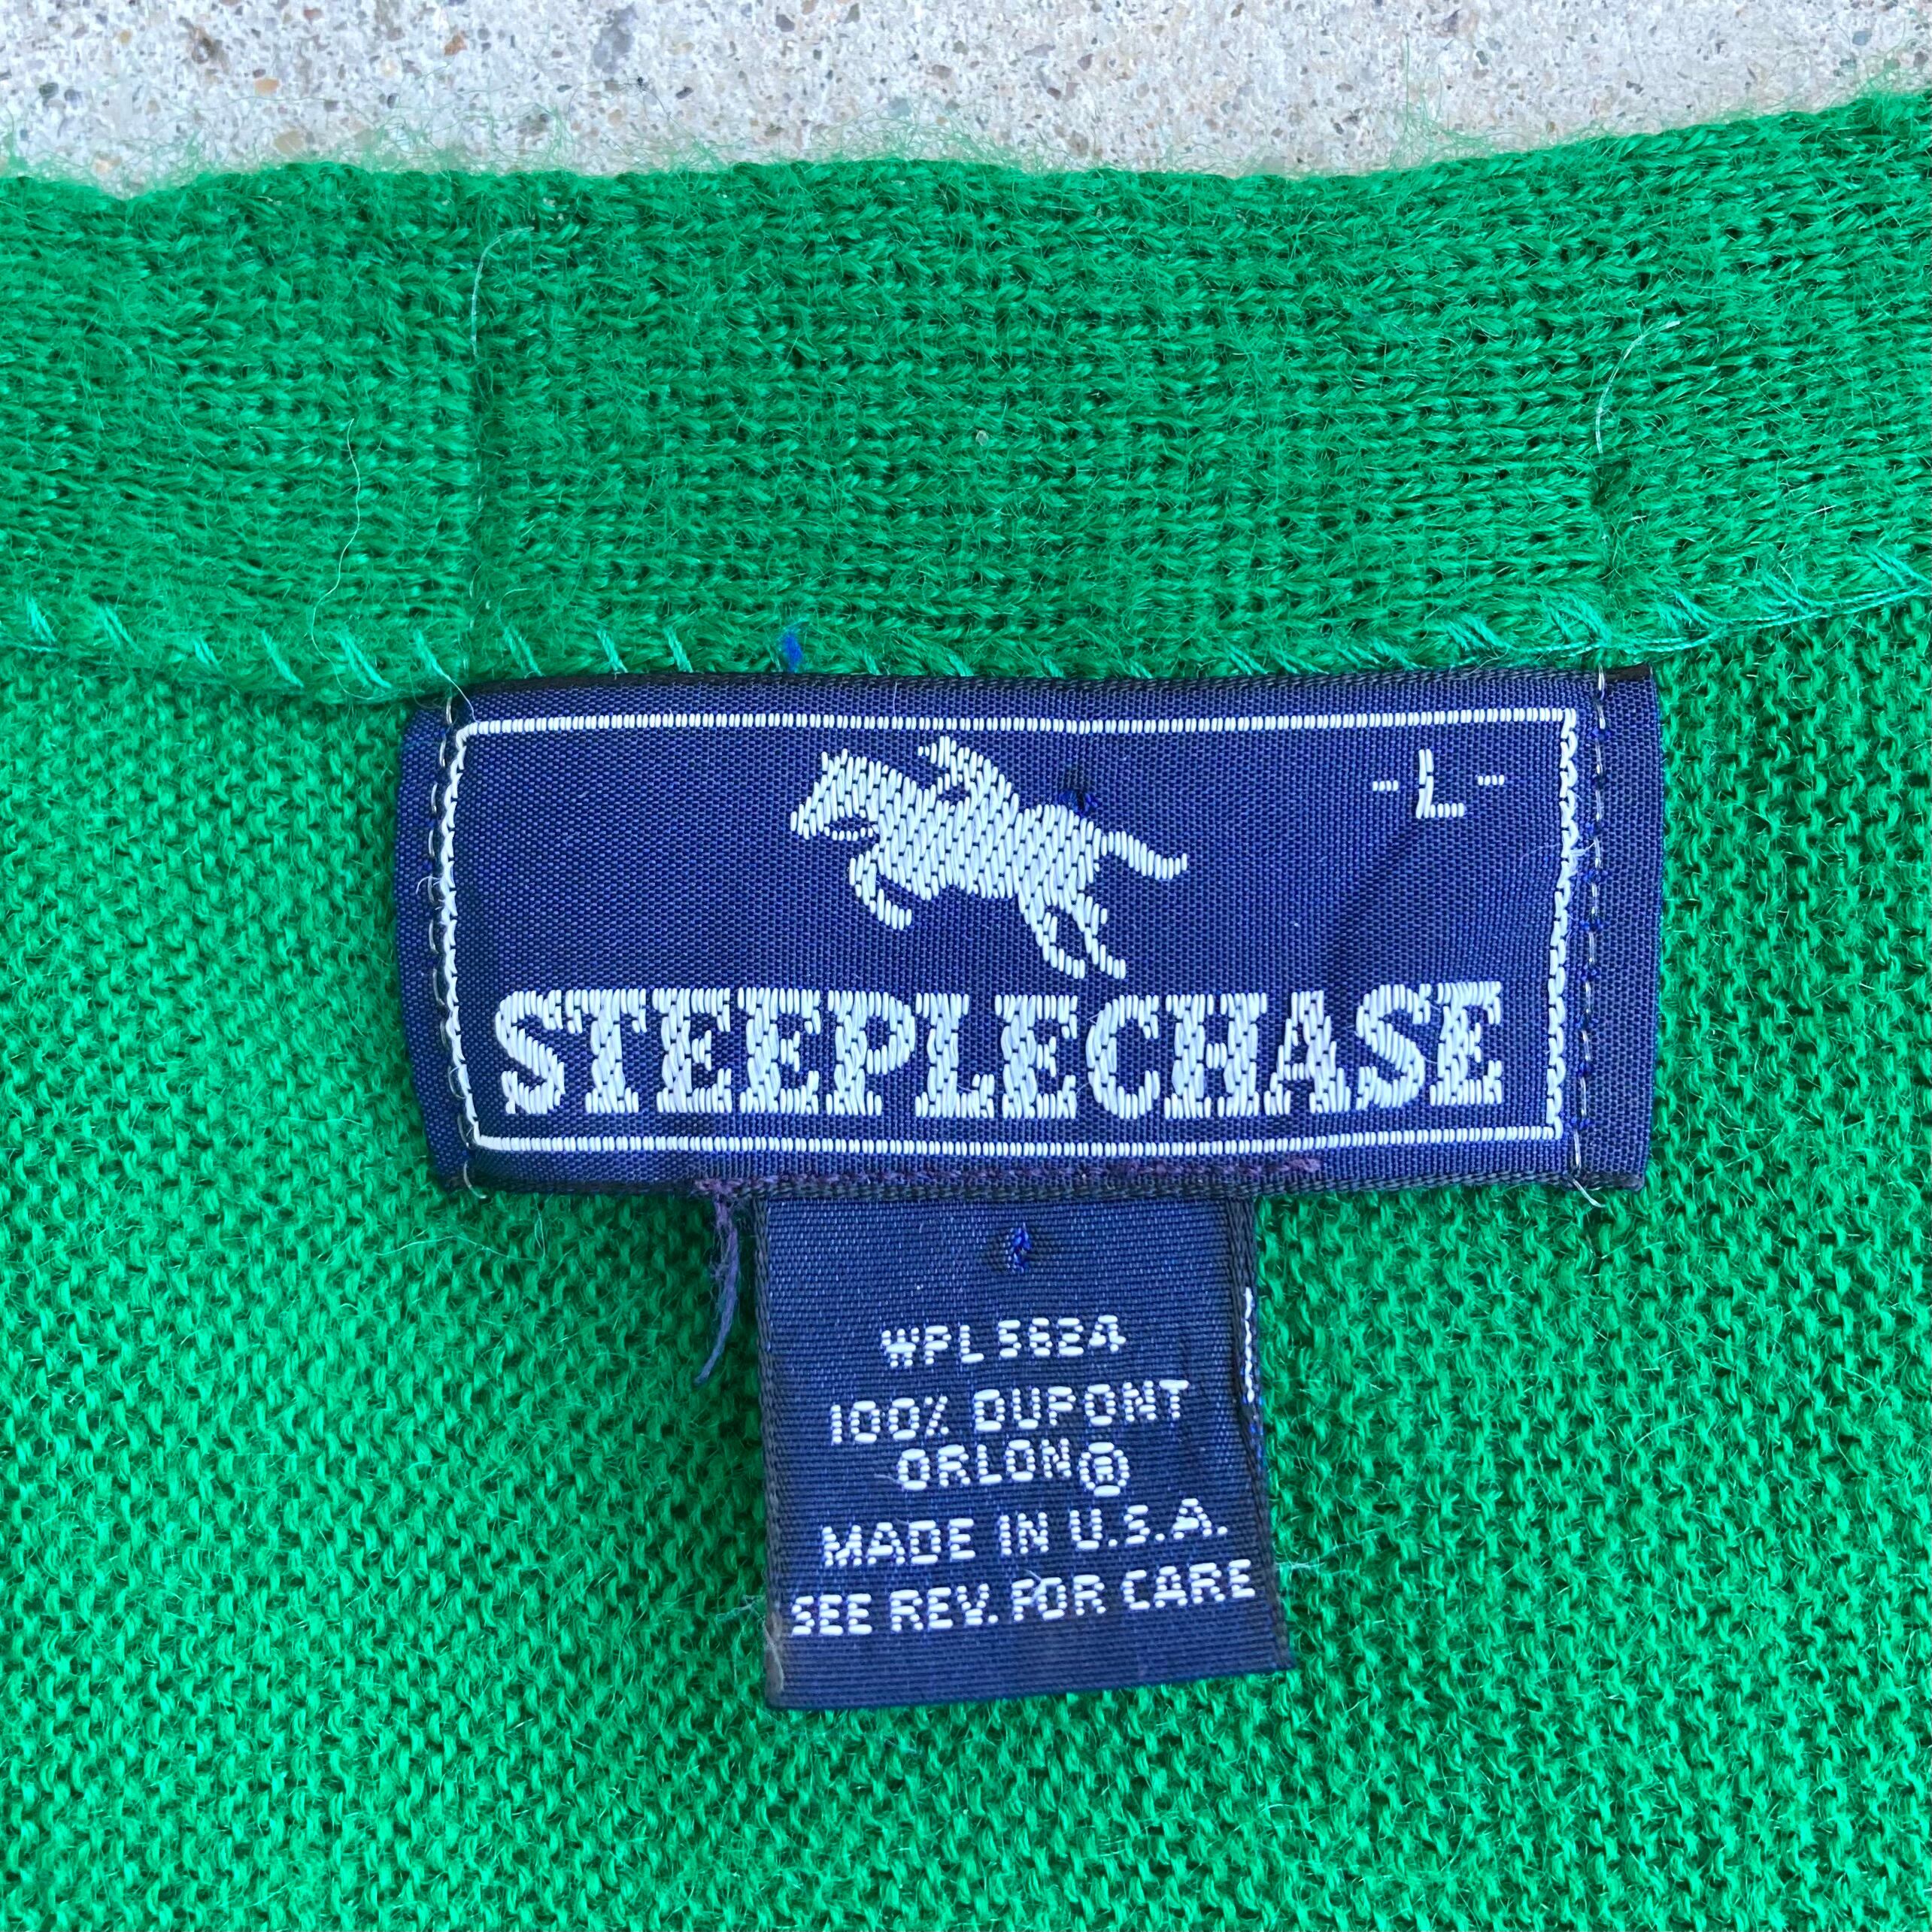 - L -
STEEPLECHASE
WPL 5624
100% DUPONT
ORLON®
MADE IN U.S.A.
SEE REV. FOR CARE